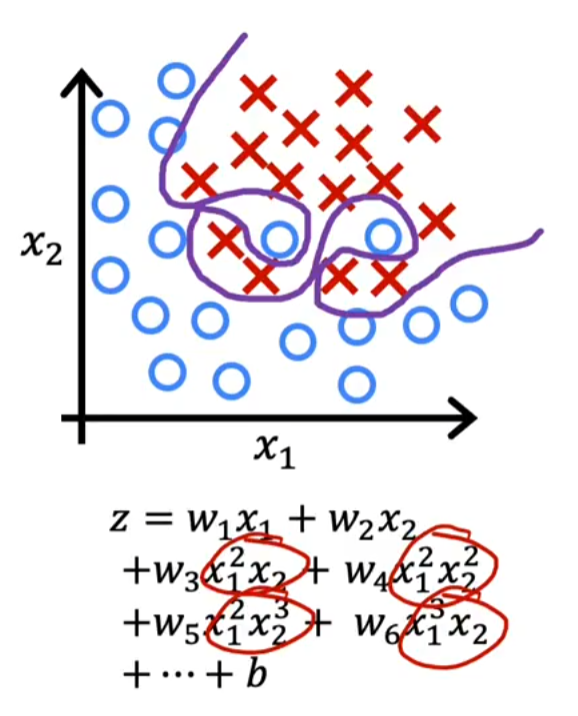 x₂
x₁
z = w₁x₁ + w₂x₂
+w₃x₁²x₂ + w₄x₁²x₂²
+w₅x₁²x₂³ + w₆x₁³x₂
+ ⋯ + b